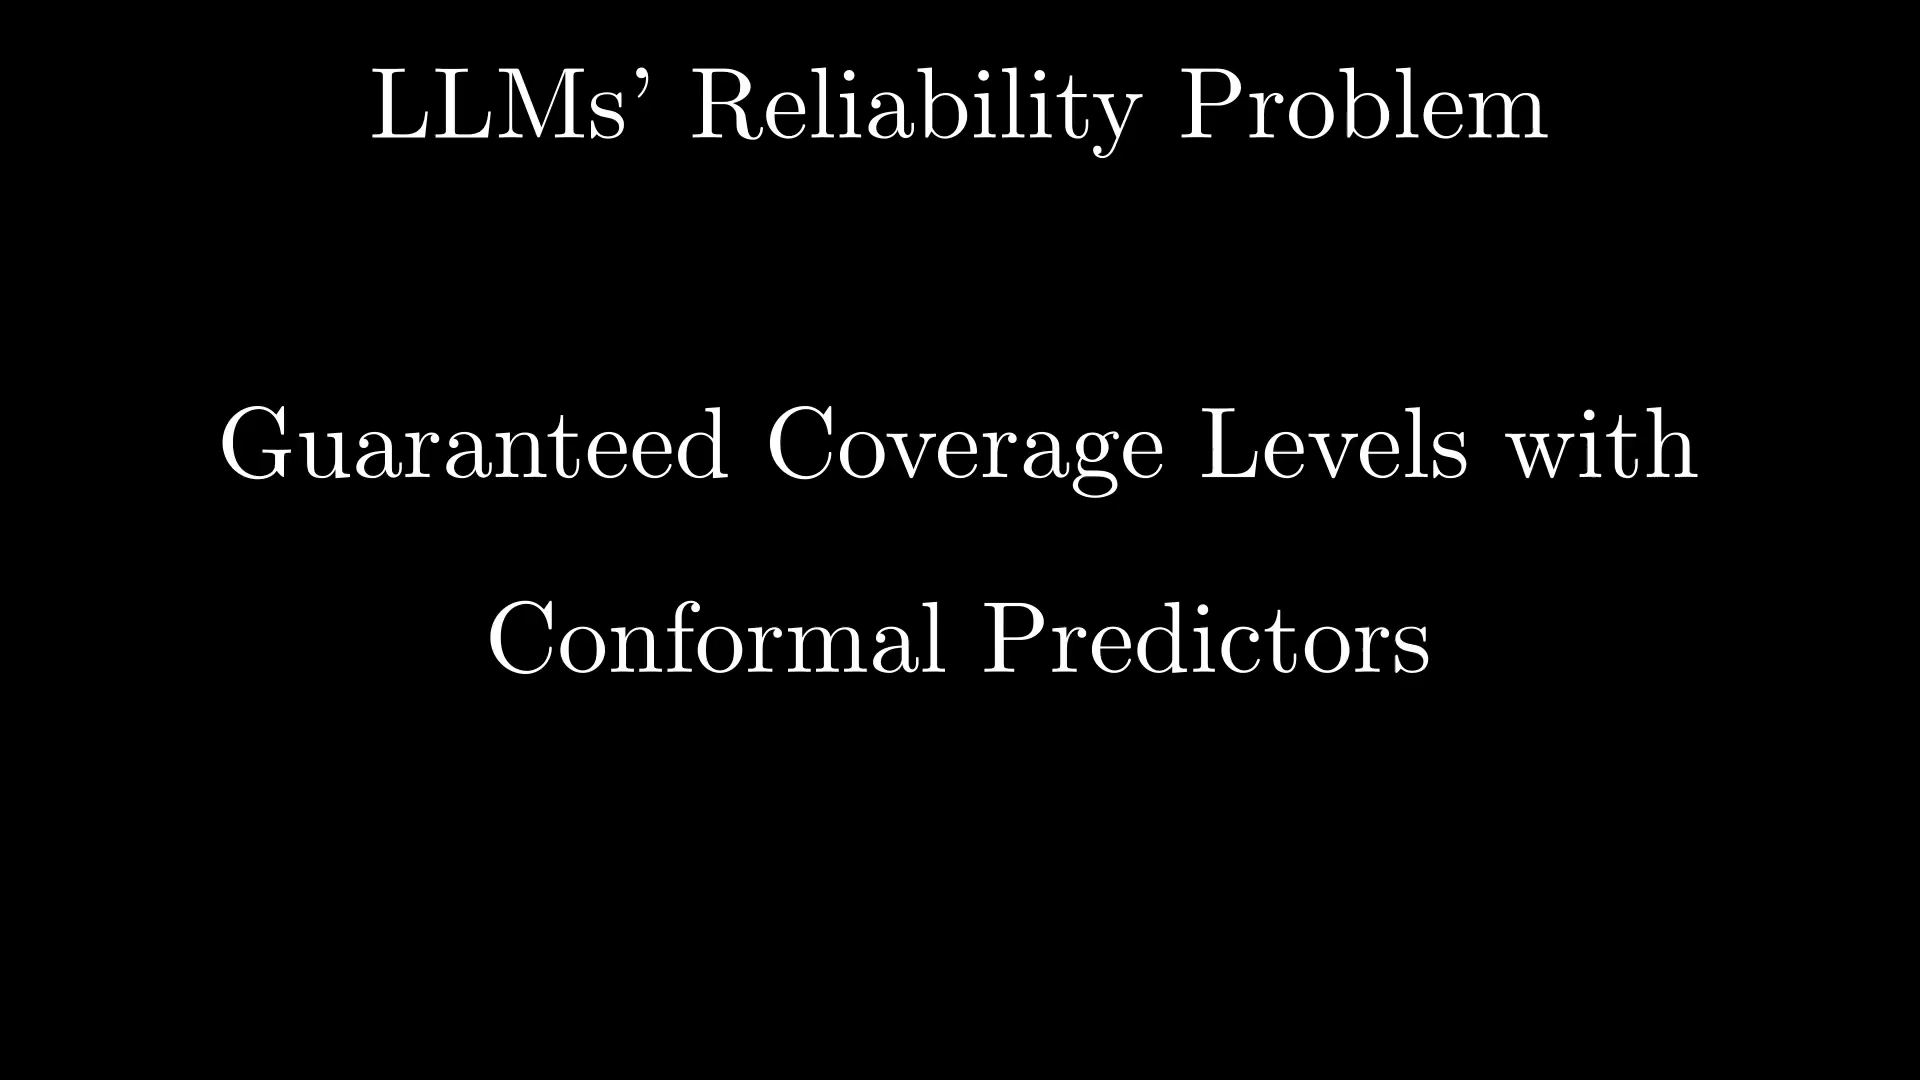 LLMs’ Reliability Problem
Guaranteed Coverage Levels with
Conformal Predictors